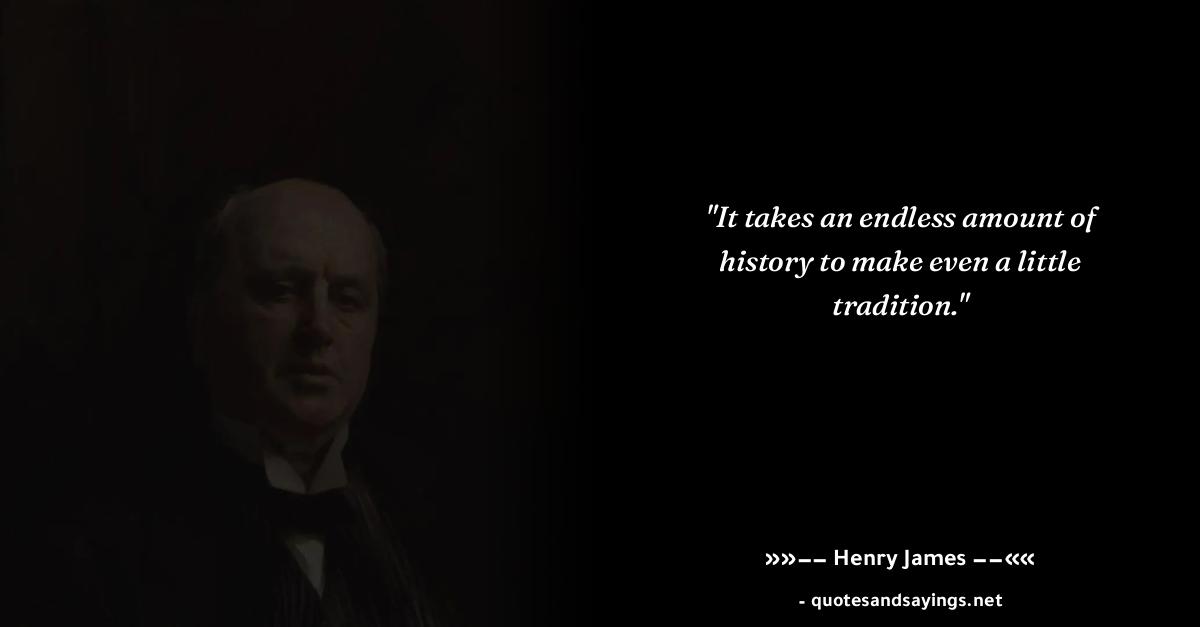 "It takes an endless amount of
history to make even a little
tradition."
»»–– Henry James ––««
- quotesandsayings.net